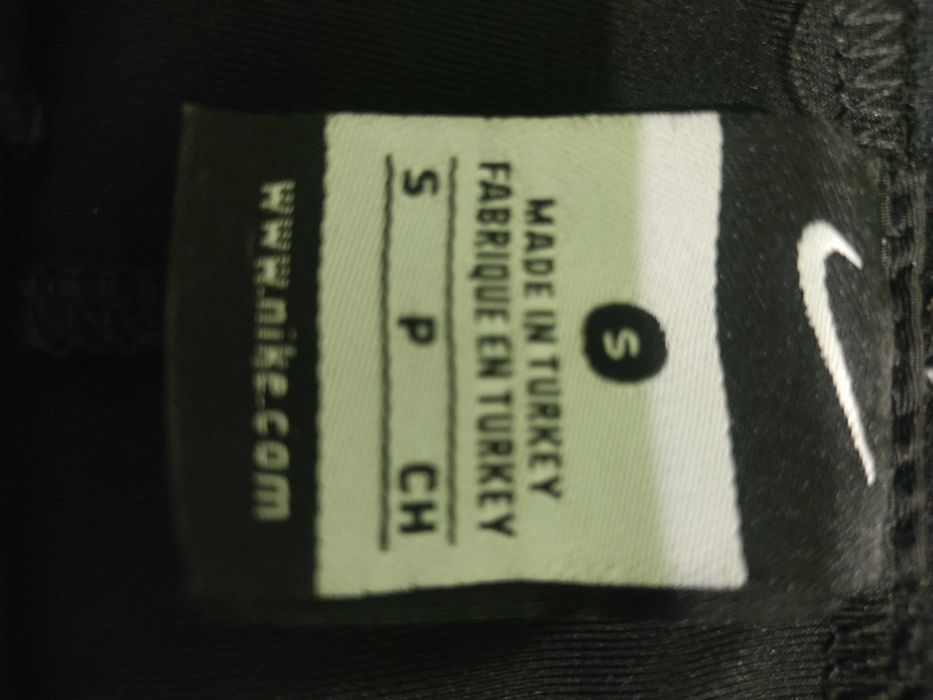 S
MADE IN TURKEY
FABRIQUE EN TURKEY
S P CH
www.nike.com